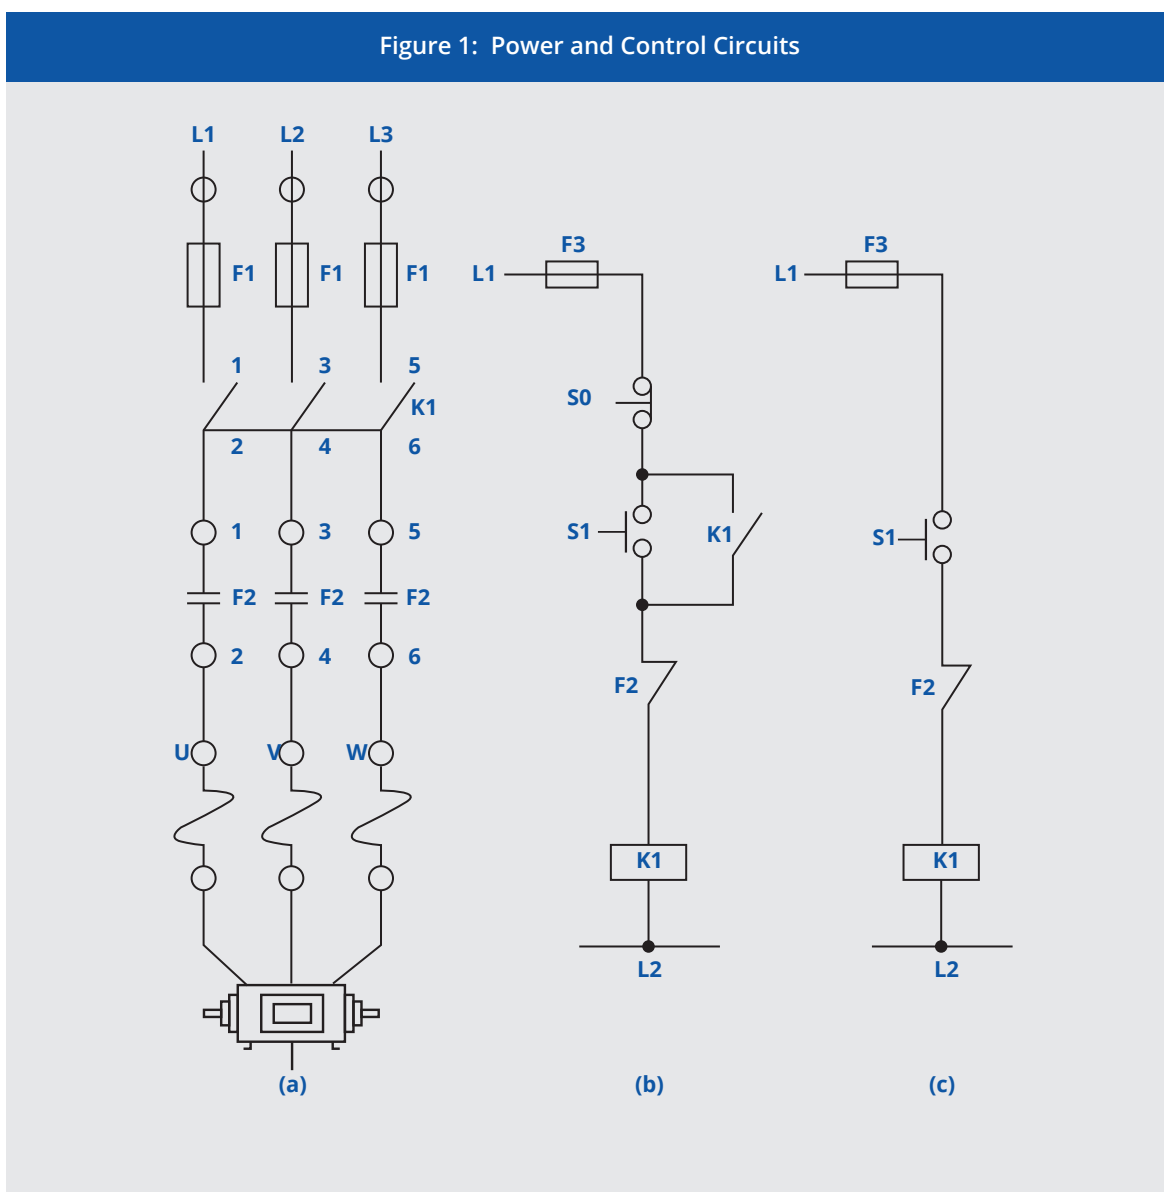 Figure 1: Power and Control Circuits
L1 L2 L3
F1 F1 F1
1 3 5
K1
2 4 6
1 3 5
F2 F2 F2
2 4 6
U V W
(a)
F3
L1
S0
S1 K1
F2
K1
L2
(b)
F3
L1
S1
F2
K1
L2
(c)